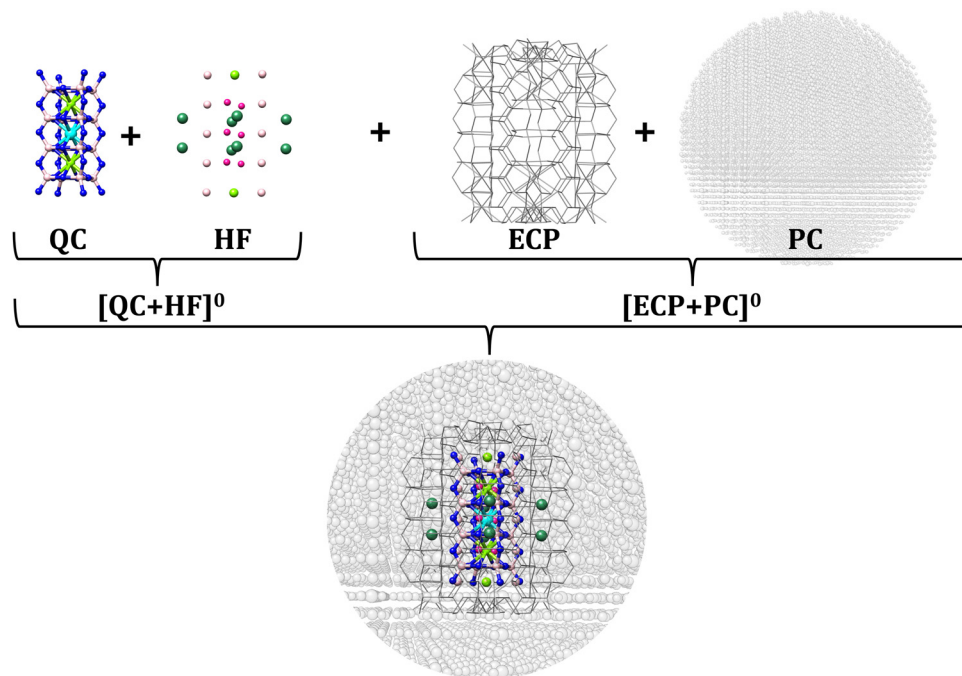 + + +
QC HF ECP PC
[QC+HF]⁰ [ECP+PC]⁰